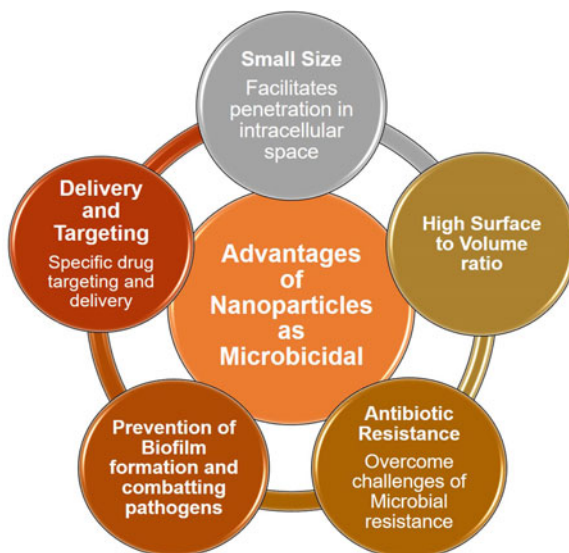 Small Size
Facilitates
penetration in
intracellular
space
High Surface
to Volume
ratio
Antibiotic
Resistance
Overcome
challenges of
Microbial
resistance
Prevention of
Biofilm
formation and
combatting
pathogens
Delivery
and
Targeting
Specific drug
targeting and
delivery
Advantages
of
Nanoparticles
as
Microbicidal